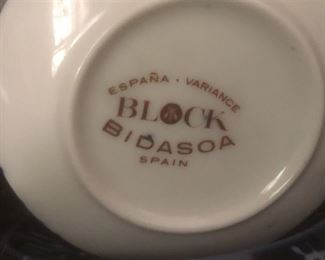 ESPAÑA · VARIANCE
BLOCK
BIDASOA
SPAIN